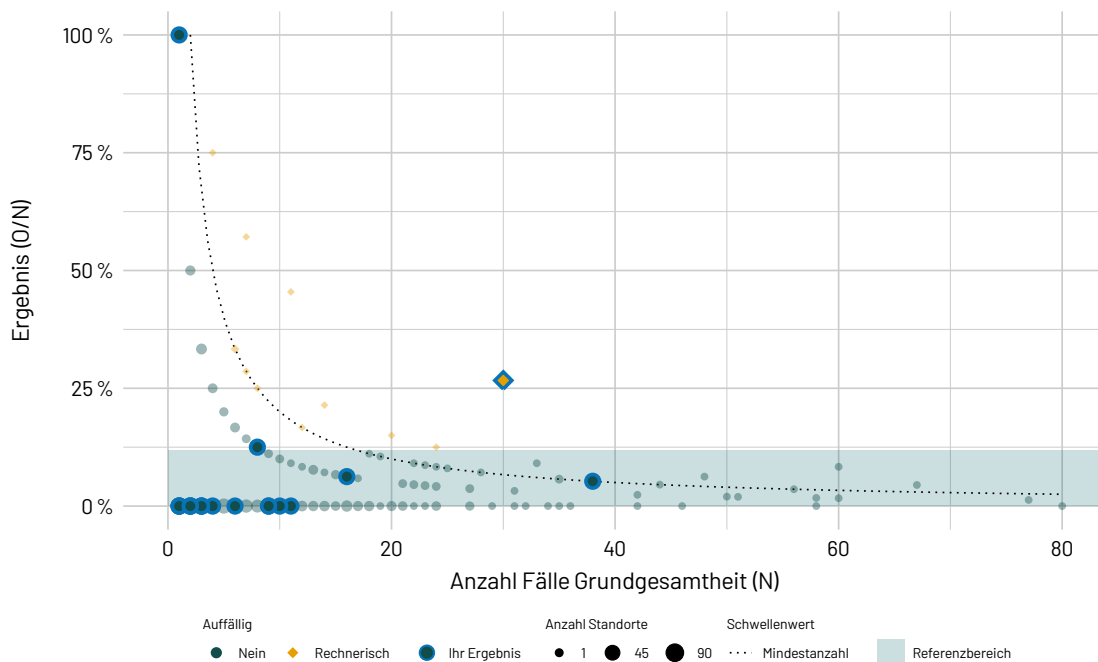 100 %
75 %
50 %
25 %
0 %
Ergebnis (O/N)
0 20 40 60 80
Anzahl Fälle Grundgesamtheit (N)
Auffällig Anzahl Standorte Schwellenwert
Nein Rechnerisch Ihr Ergebnis 1 45 90 Mindestanzahl Referenzbereich